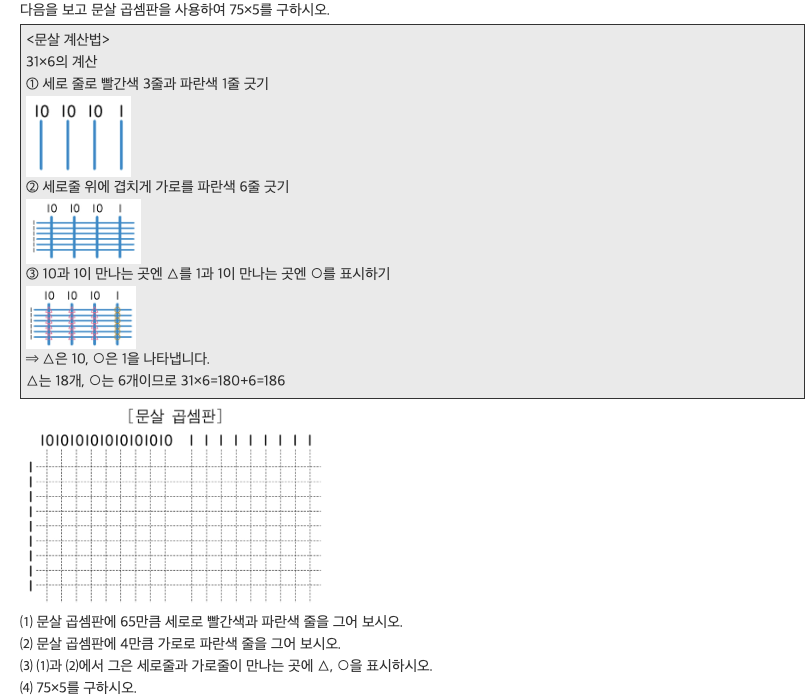 다음을 보고 문살 곱셈판을 사용하여 75×5를 구하시오.
<문살 계산법>
31×6의 계산
① 세로 줄로 빨간색 3줄과 파란색 1줄 긋기
10 10 10 1
② 세로줄 위에 겹치게 가로를 파란색 6줄 긋기
10 10 10 1
1
1
1
1
1
1
③ 10과 1이 만나는 곳엔 △를 1과 1이 만나는 곳엔 ○를 표시하기
10 10 10 1
1
1
1
1
1
1
⇒ △은 10, ○은 1을 나타냅니다.
△는 18개, ○는 6개이므로 31×6=180+6=186
[문살 곱셈판]
10 10 10 10 10 10 10 10 10 1 1 1 1 1 1 1 1 1
1
1
1
1
1
1
1
1
1
⑴ 문살 곱셈판에 65만큼 세로로 빨간색과 파란색 줄을 그어 보시오.
⑵ 문살 곱셈판에 4만큼 가로로 파란색 줄을 그어 보시오.
⑶ ⑴과 ⑵에서 그은 세로줄과 가로줄이 만나는 곳에 △, ○을 표시하시오.
⑷ 75×5를 구하시오.